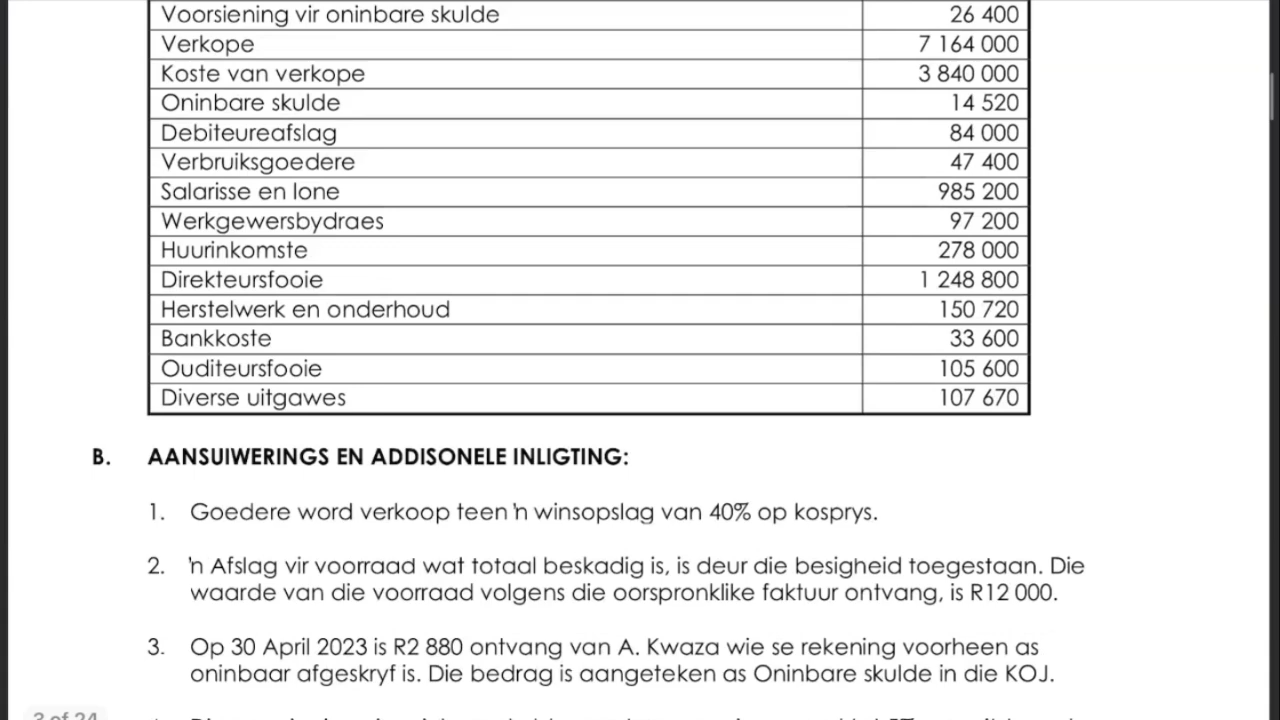 Voorsiening vir oninbare skulde 26 400
Verkope 7 164 000
Koste van verkope 3 840 000
Oninbare skulde 14 520
Debiteureafslag 84 000
Verbruiksgoedere 47 400
Salarisse en lone 985 200
Werkgewersbydraes 97 200
Huurinkomste 278 000
Direkteursfooie 1 248 800
Herstelwerk en onderhoud 150 720
Bankkoste 33 600
Ouditeursfooie 105 600
Diverse uitgawes 107 670
B. AANSUIWERINGS EN ADDISONELE INLIGTING:
1. Goedere word verkoop teen 'n winsopslag van 40% op kosprys.
2. 'n Afslag vir voorraad wat totaal beskadig is, is deur die besigheid toegestaan. Die
waarde van die voorraad volgens die oorspronklike faktuur ontvang, is R12 000.
3. Op 30 April 2023 is R2 880 ontvang van A. Kwaza wie se rekening voorheen as
oninbaar afgeskryf is. Die bedrag is aangeteken as Oninbare skulde in die KOJ.
3 of 24